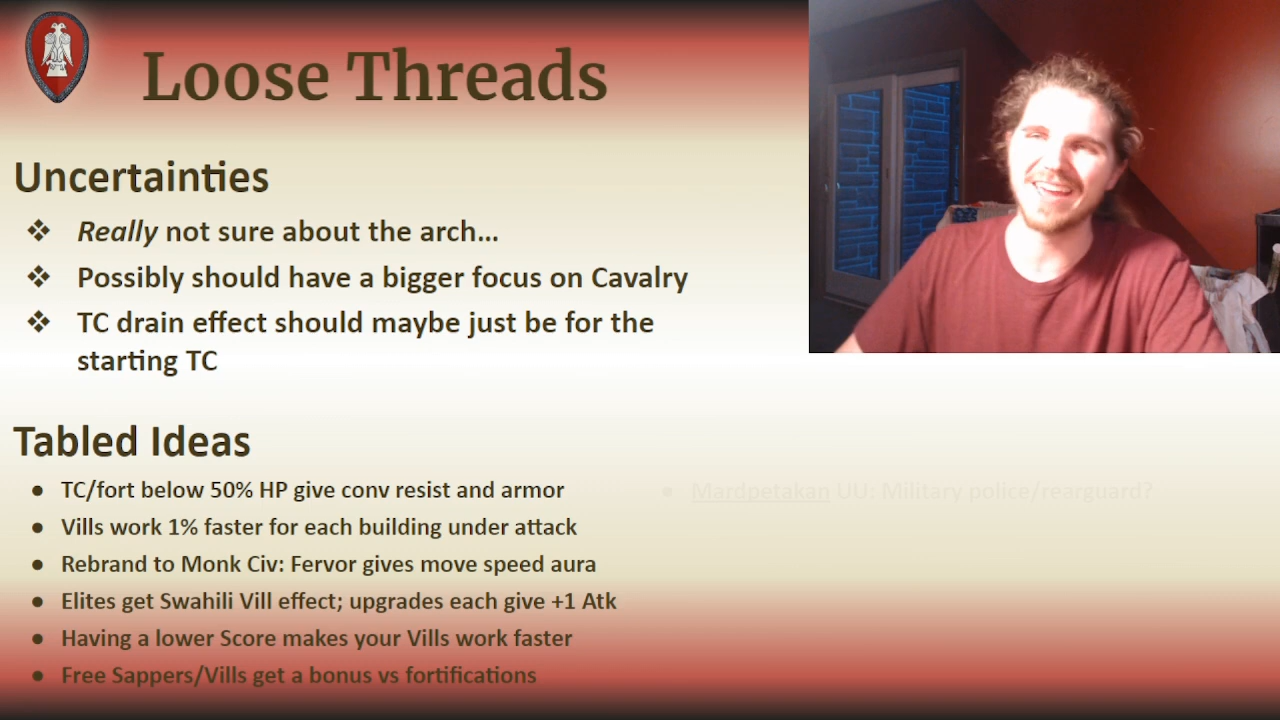 Loose Threads
Uncertainties
❖ Really not sure about the arch…
❖ Possibly should have a bigger focus on Cavalry
❖ TC drain effect should maybe just be for the
starting TC
Tabled Ideas
● TC/fort below 50% HP give conv resist and armor
● Vills work 1% faster for each building under attack
● Rebrand to Monk Civ: Fervor gives move speed aura
● Elites get Swahili Vill effect; upgrades each give +1 Atk
● Having a lower Score makes your Vills work faster
● Free Sappers/Vills get a bonus vs fortifications
▪ Mardpetakan UU: Military police/rearguard?